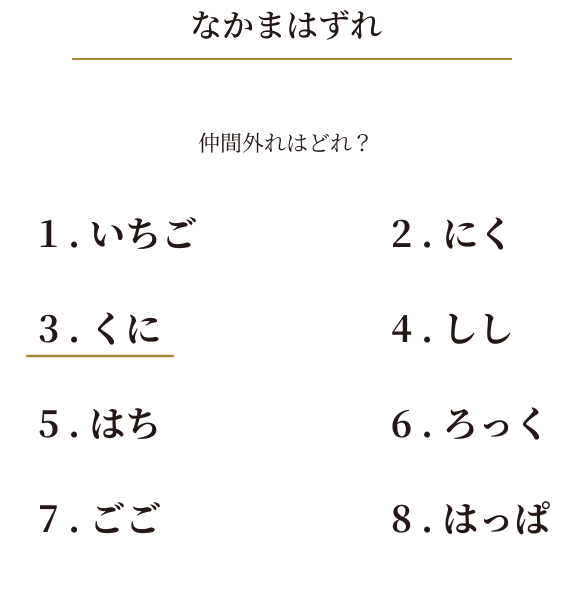 なかまはずれ
仲間外れはどれ？
1 . いちご
2 . にく
3 . くに
4 . しし
5 . はち
6 . ろっく
7 . ごご
8 . はっぱ